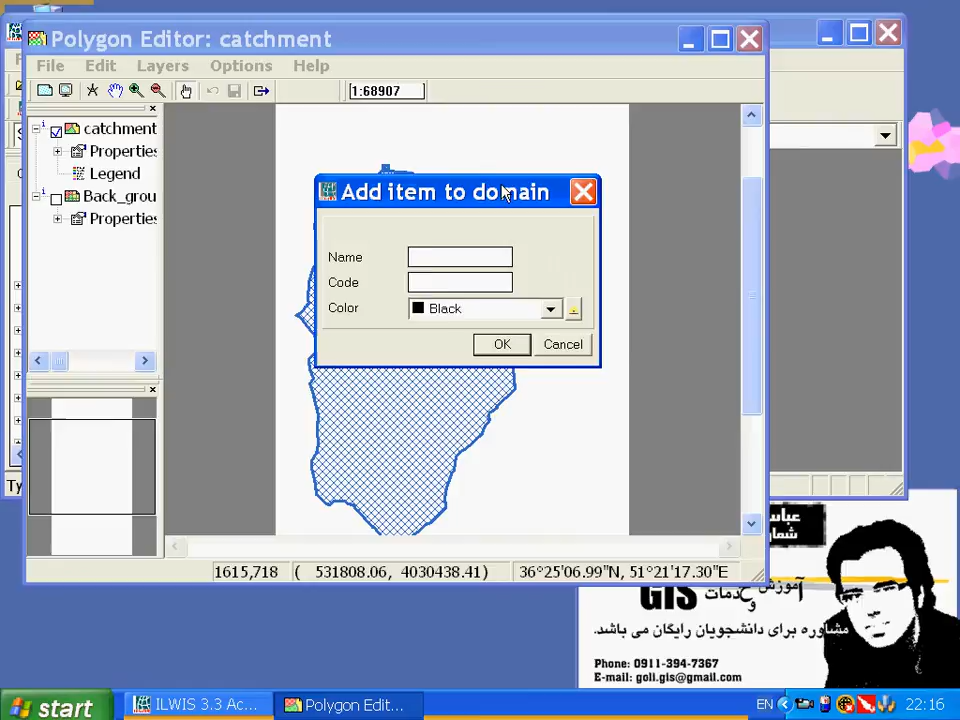 Polygon Editor: catchment
File Edit Layers Options Help
1:68907
catchment
Properties
Legend
Back_grou
Properties
Add item to domain
Name
Code
Color
Black
OK
Cancel
Ty
1615,718
( 531808.06, 4030438.41)
36°25'06.99"N, 51°21'17.30"E
عباس
GIS
آموزش و خدمات
مشاوره برای دانشجویان رایگان می باشد.
Phone: 0911-394-7367
E-mail: goli.gis@gmail.com
start
ILWIS 3.3 Ac...
Polygon Edit...
EN
22:16